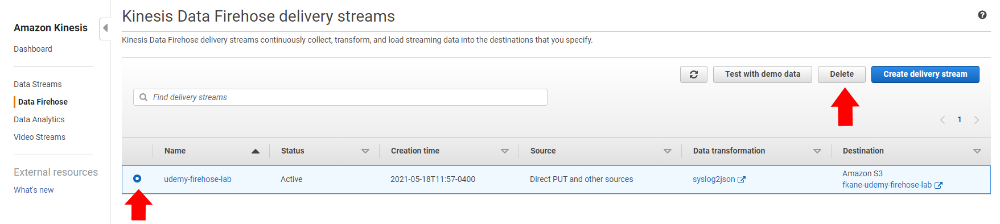 Amazon Kinesis
Dashboard
Data Streams
Data Firehose
Data Analytics
Video Streams
External resources
What's new
Kinesis Data Firehose delivery streams
Kinesis Data Firehose delivery streams continuously collect, transform, and load streaming data into the destinations that you specify.
Test with demo data Delete Create delivery stream
Find delivery streams
1
Name Status Creation time Source Data transformation Destination
udemy-firehose-lab Active 2021-05-18T11:57-0400 Direct PUT and other sources syslog2json Amazon S3
fkane-udemy-firehose-lab